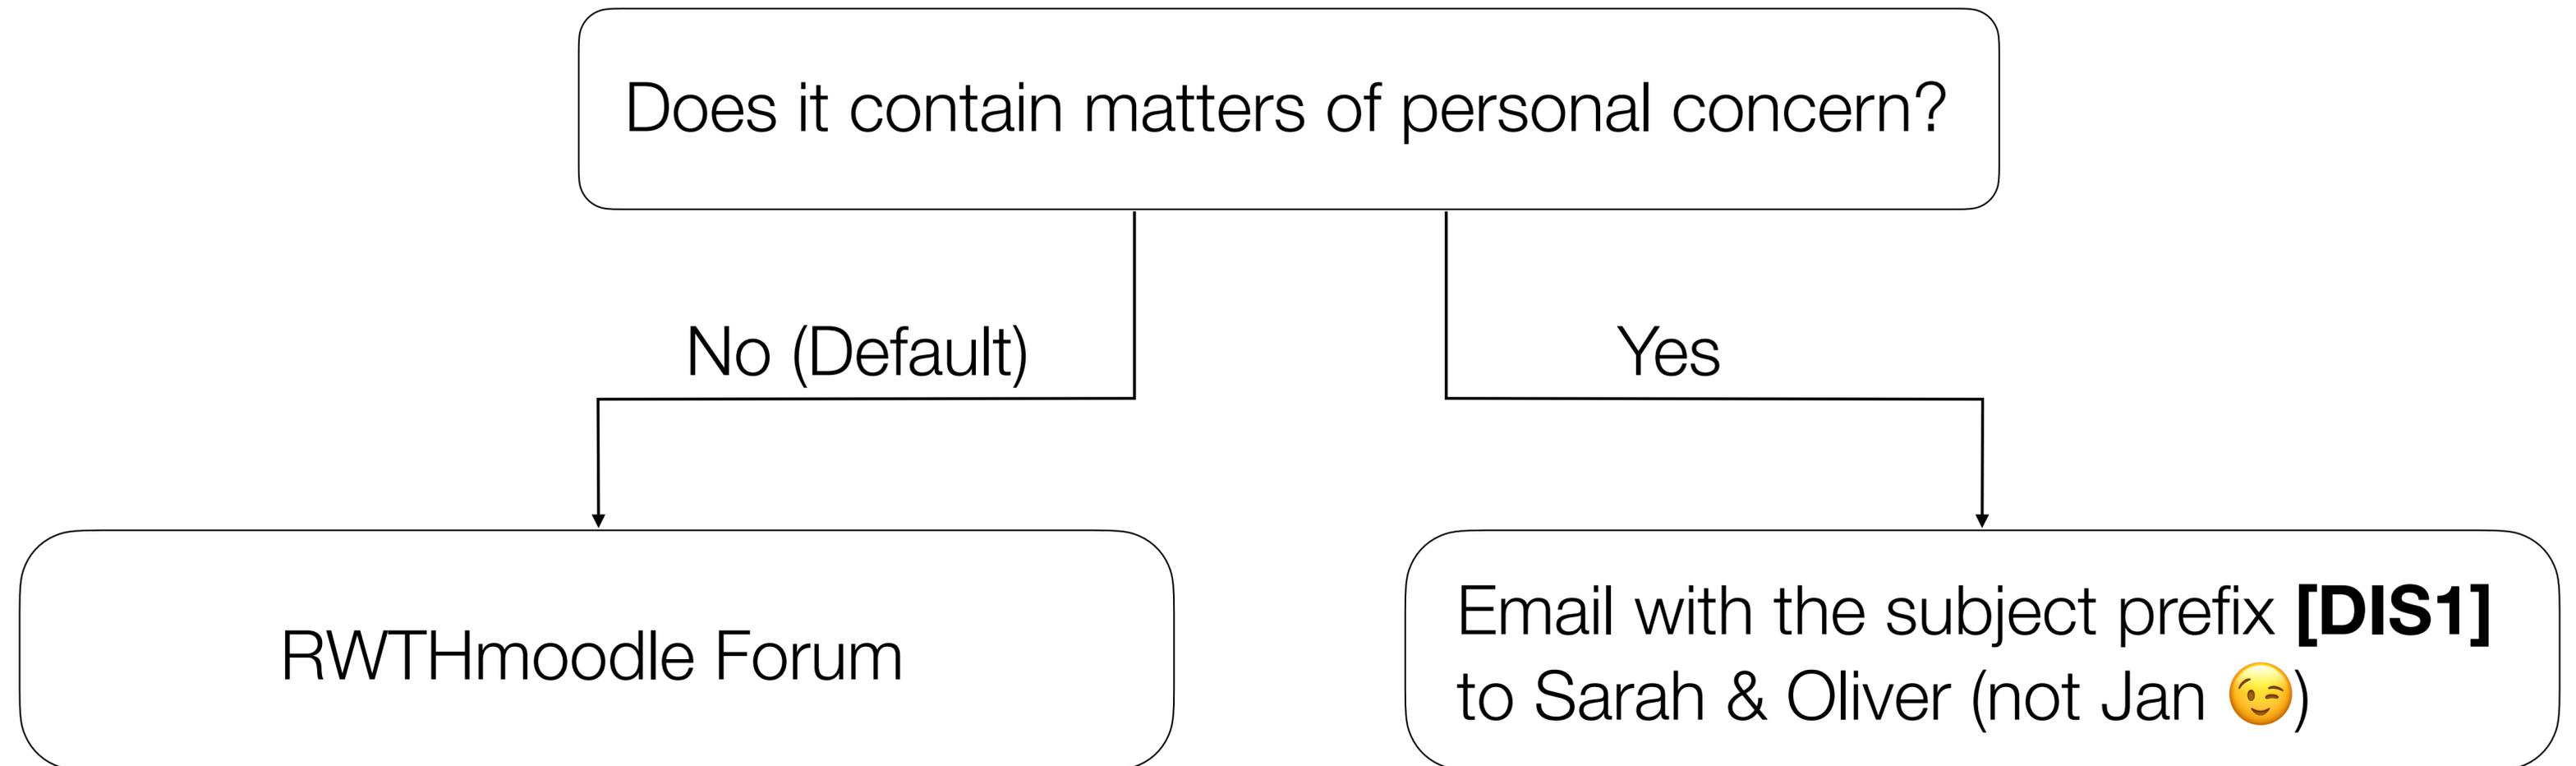 Does it contain matters of personal concern?
No (Default)
Yes
RWTHmoodle Forum
Email with the subject prefix [DIS1]
to Sarah & Oliver (not Jan 😉)